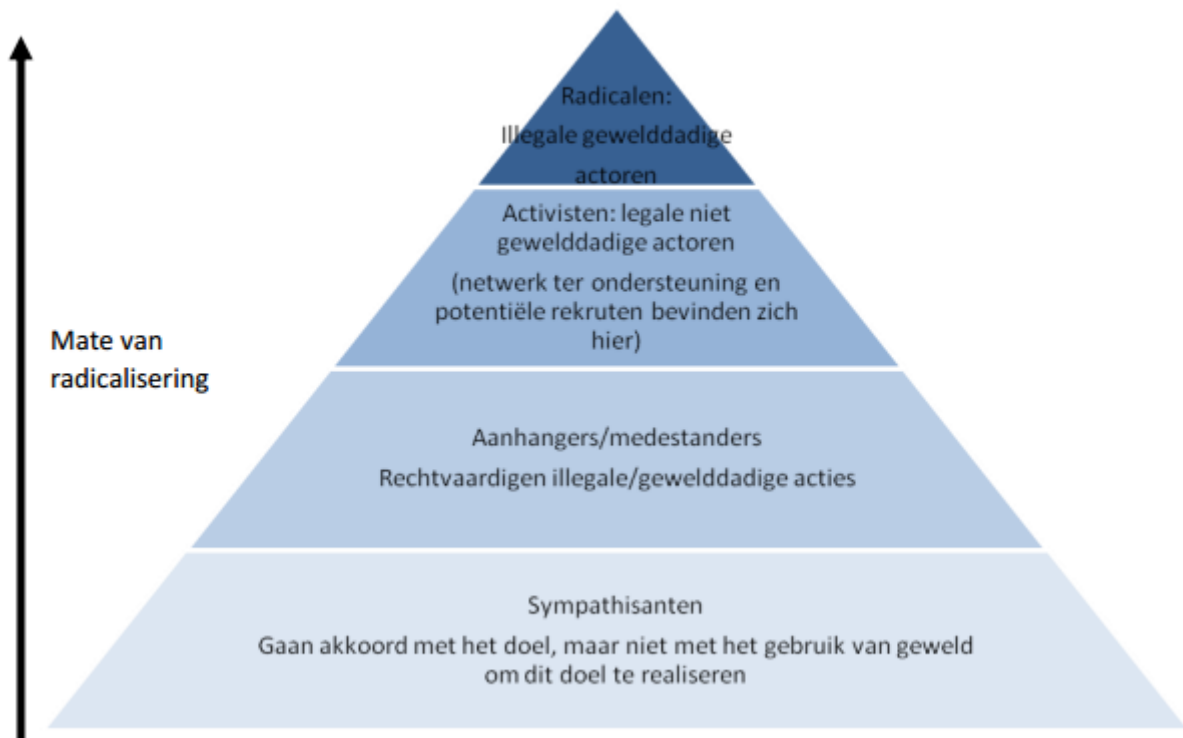 Radicalen:
Illegale gewelddadige
actoren
Activisten: legale niet
gewelddadige actoren
(netwerk ter ondersteuning en
potentiële rekruten bevinden zich
hier)
Mate van
radicalisering
Aanhangers/medestanders
Rechtvaardigen illegale/gewelddadige acties
Sympathisanten
Gaan akkoord met het doel, maar niet met het gebruik van geweld
om dit doel te realiseren